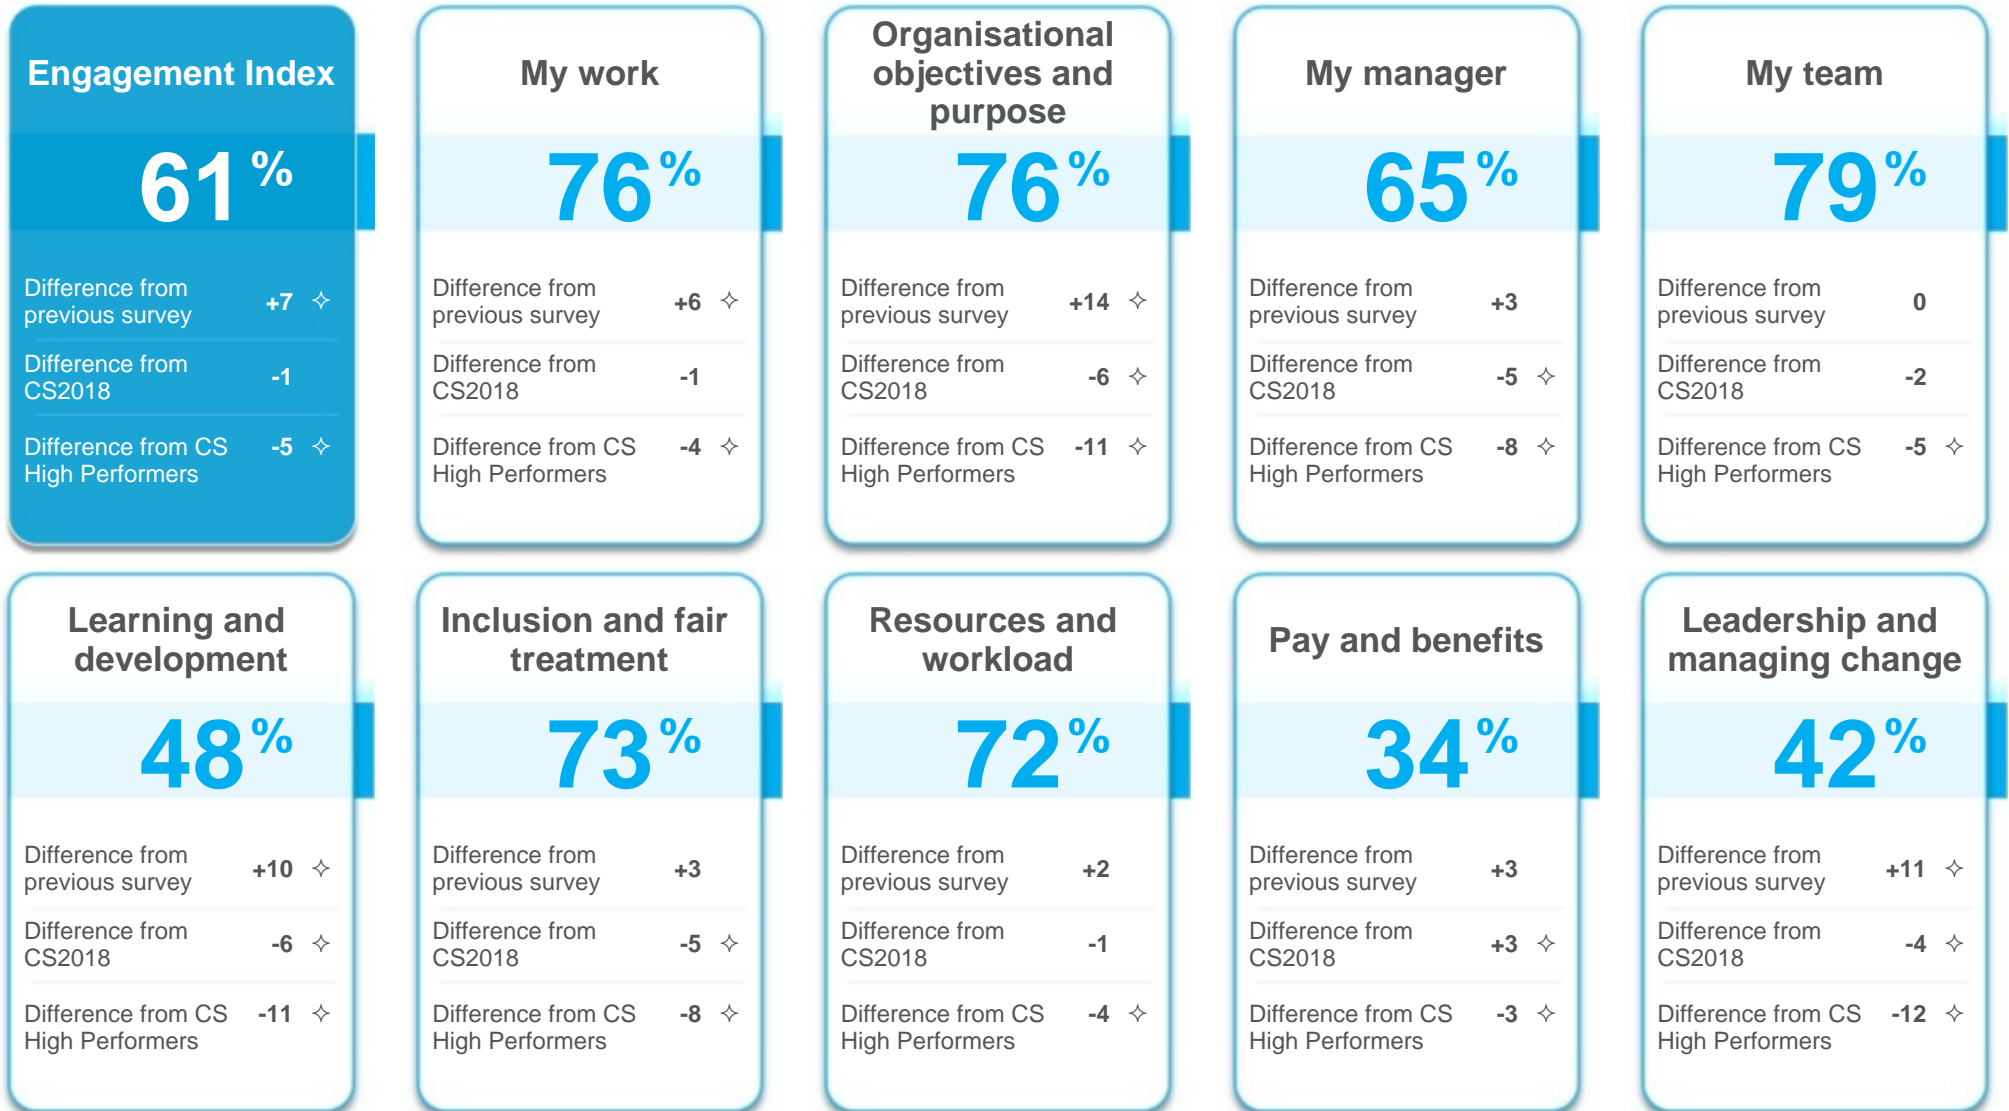 Engagement Index
61%
Difference from
previous survey +7 ✧
Difference from
CS2018 -1
Difference from CS
High Performers -5 ✧
My work
76%
Difference from
previous survey +6 ✧
Difference from
CS2018 -1
Difference from CS
High Performers -4 ✧
Organisational
objectives and
purpose
76%
Difference from
previous survey +14 ✧
Difference from
CS2018 -6 ✧
Difference from CS
High Performers -11 ✧
My manager
65%
Difference from
previous survey +3
Difference from
CS2018 -5 ✧
Difference from CS
High Performers -8 ✧
My team
79%
Difference from
previous survey 0
Difference from
CS2018 -2
Difference from CS
High Performers -5 ✧
Learning and
development
48%
Difference from
previous survey +10 ✧
Difference from
CS2018 -6 ✧
Difference from CS
High Performers -11 ✧
Inclusion and fair
treatment
73%
Difference from
previous survey +3
Difference from
CS2018 -5 ✧
Difference from CS
High Performers -8 ✧
Resources and
workload
72%
Difference from
previous survey +2
Difference from
CS2018 -1
Difference from CS
High Performers -4 ✧
Pay and benefits
34%
Difference from
previous survey +3
Difference from
CS2018 +3 ✧
Difference from CS
High Performers -3 ✧
Leadership and
managing change
42%
Difference from
previous survey +11 ✧
Difference from
CS2018 -4 ✧
Difference from CS
High Performers -12 ✧